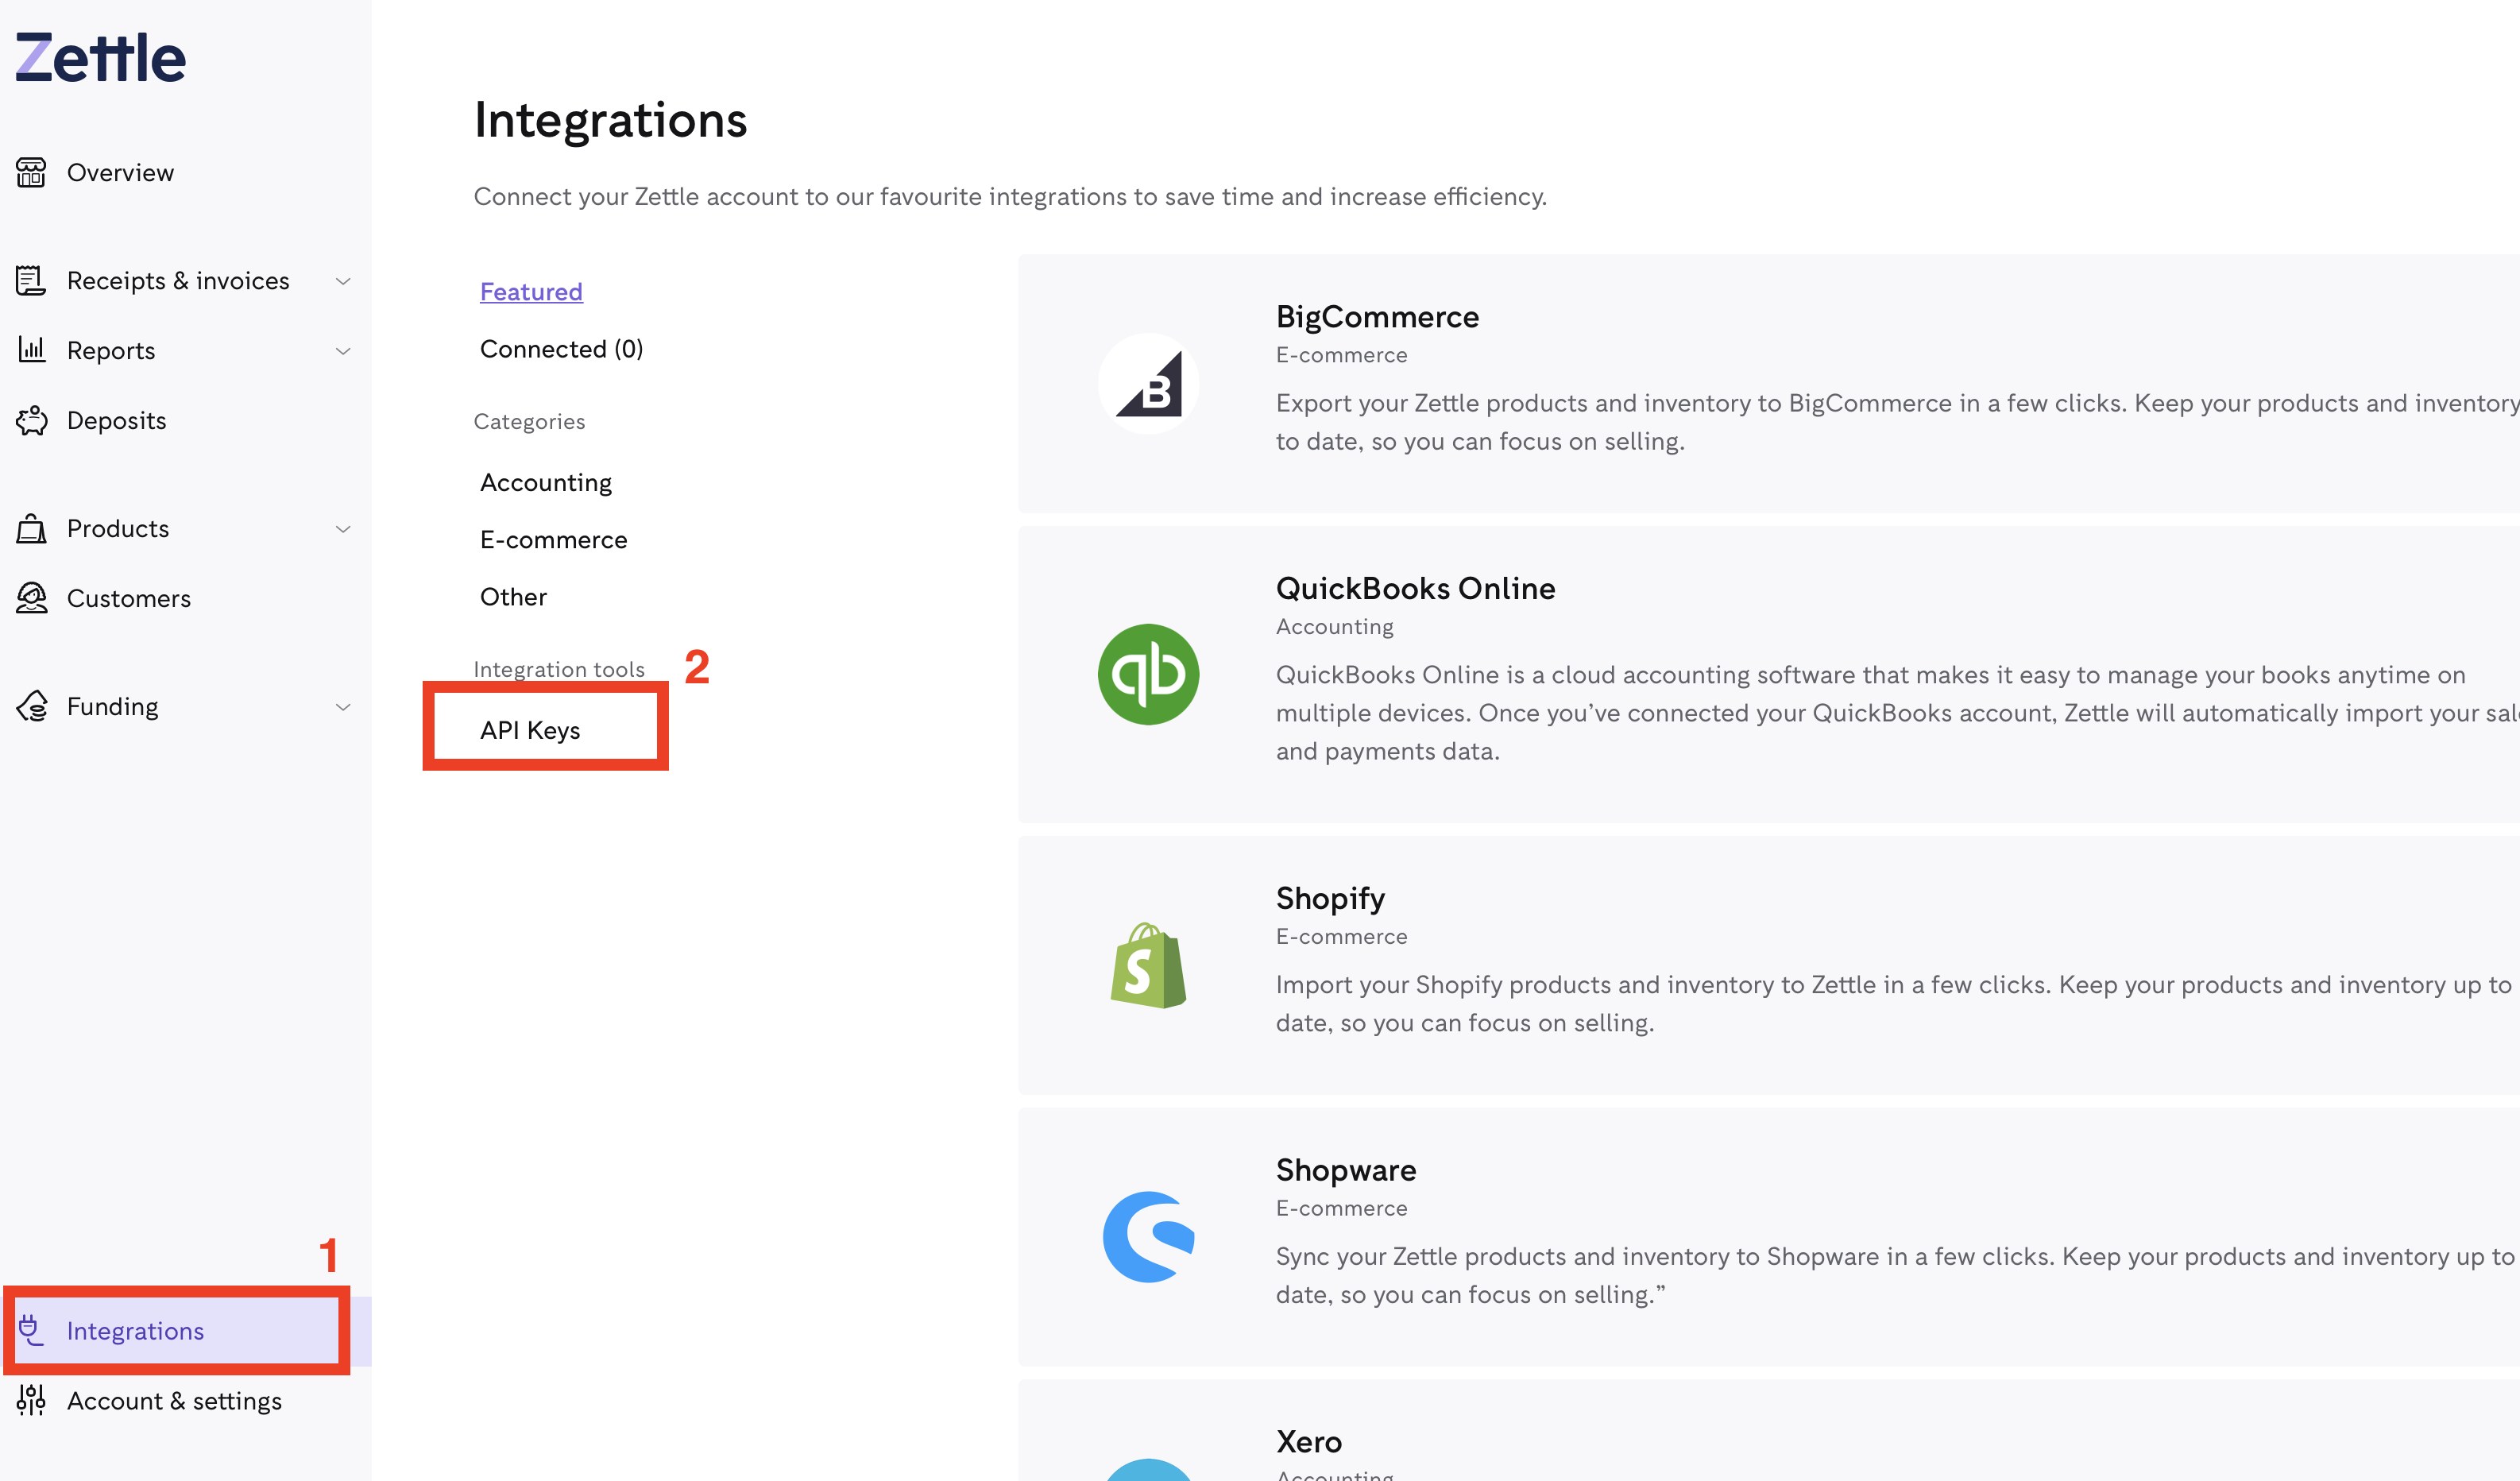 Zettle
Overview
Receipts & invoices
Reports
Deposits
Products
Customers
Funding
1
Integrations
Account & settings
Integrations
Connect your Zettle account to our favourite integrations to save time and increase efficiency.
Featured
Connected (0)
Categories
Accounting
E-commerce
Other
Integration tools
2
API Keys
B
BigCommerce
E-commerce
Export your Zettle products and inventory to BigCommerce in a few clicks. Keep your products and inventory
to date, so you can focus on selling.
qb
QuickBooks Online
Accounting
QuickBooks Online is a cloud accounting software that makes it easy to manage your books anytime on
multiple devices. Once you’ve connected your QuickBooks account, Zettle will automatically import your
and payments data.
S
Shopify
E-commerce
Import your Shopify products and inventory to Zettle in a few clicks. Keep your products and inventory up to
date, so you can focus on selling.
Shopware
E-commerce
Sync your Zettle products and inventory to Shopware in a few clicks. Keep your products and inventory up to
date, so you can focus on selling.”
Xero
Accounting